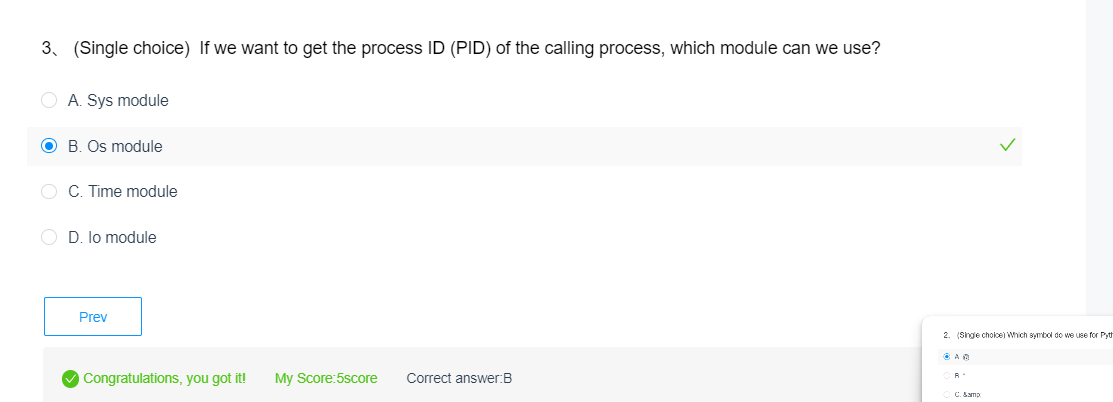 3、 (Single choice) If we want to get the process ID (PID) of the calling process, which module can we use?
A. Sys module
B. Os module
C. Time module
D. Io module
Prev
Congratulations, you got it! My Score:5score Correct answer:B
2、 (Single choice) Which symbol do we use for Pyth
A. @
B. *
C. &amp;